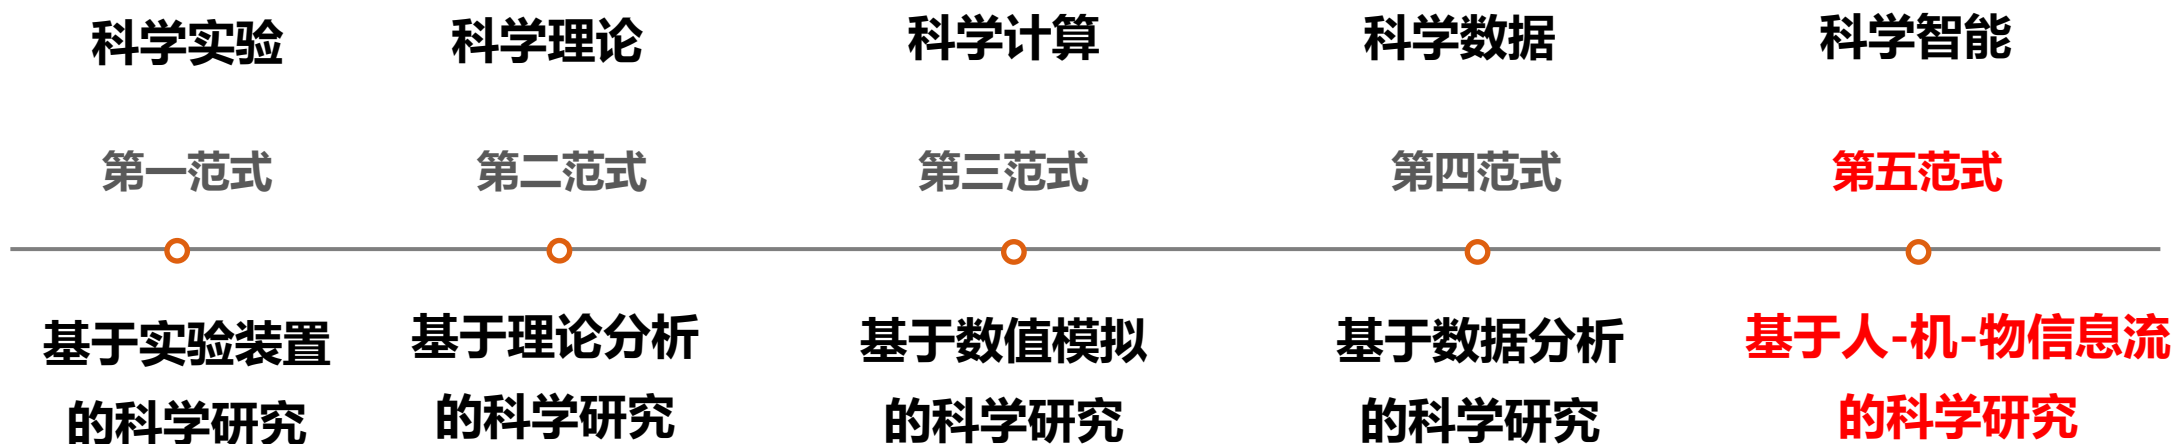 科学实验
科学理论
科学计算
科学数据
科学智能
第一范式
第二范式
第三范式
第四范式
第五范式
基于实验装置
的科学研究
基于理论分析
的科学研究
基于数值模拟
的科学研究
基于数据分析
的科学研究
基于人-机-物信息流
的科学研究